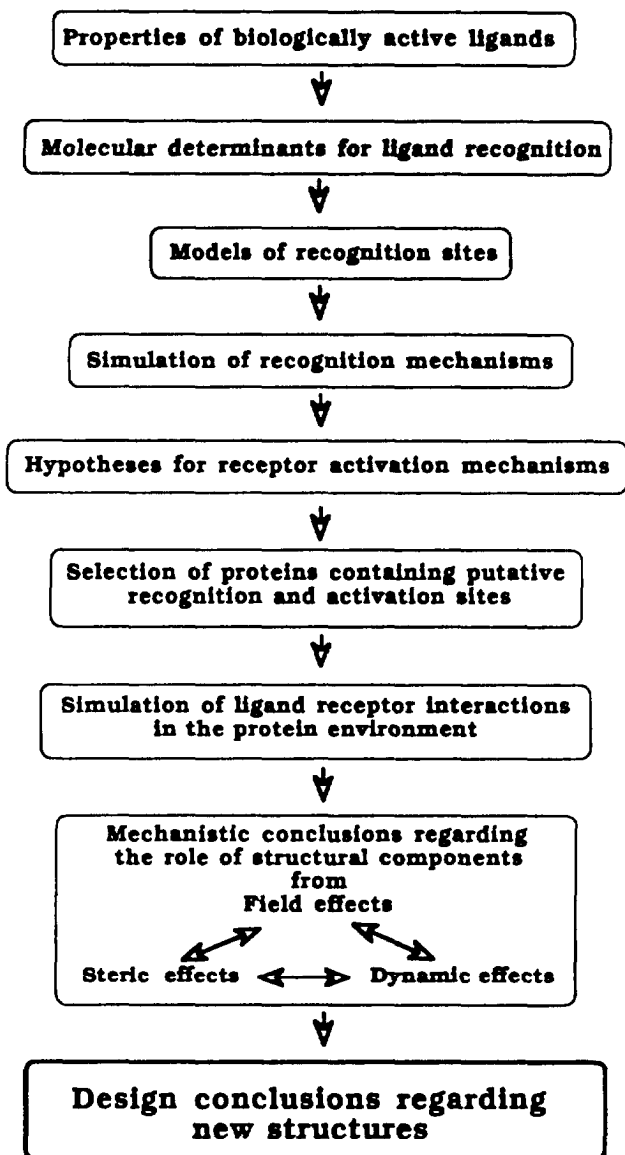 Properties of biologically active ligands
Molecular determinants for ligand recognition
Models of recognition sites
Simulation of recognition mechanisms
Hypotheses for receptor activation mechanisms
Selection of proteins containing putative
recognition and activation sites
Simulation of ligand receptor interactions
in the protein environment
Mechanistic conclusions regarding
the role of structural components
from
Field effects
Steric effects Dynamic effects
Design conclusions regarding
new structures